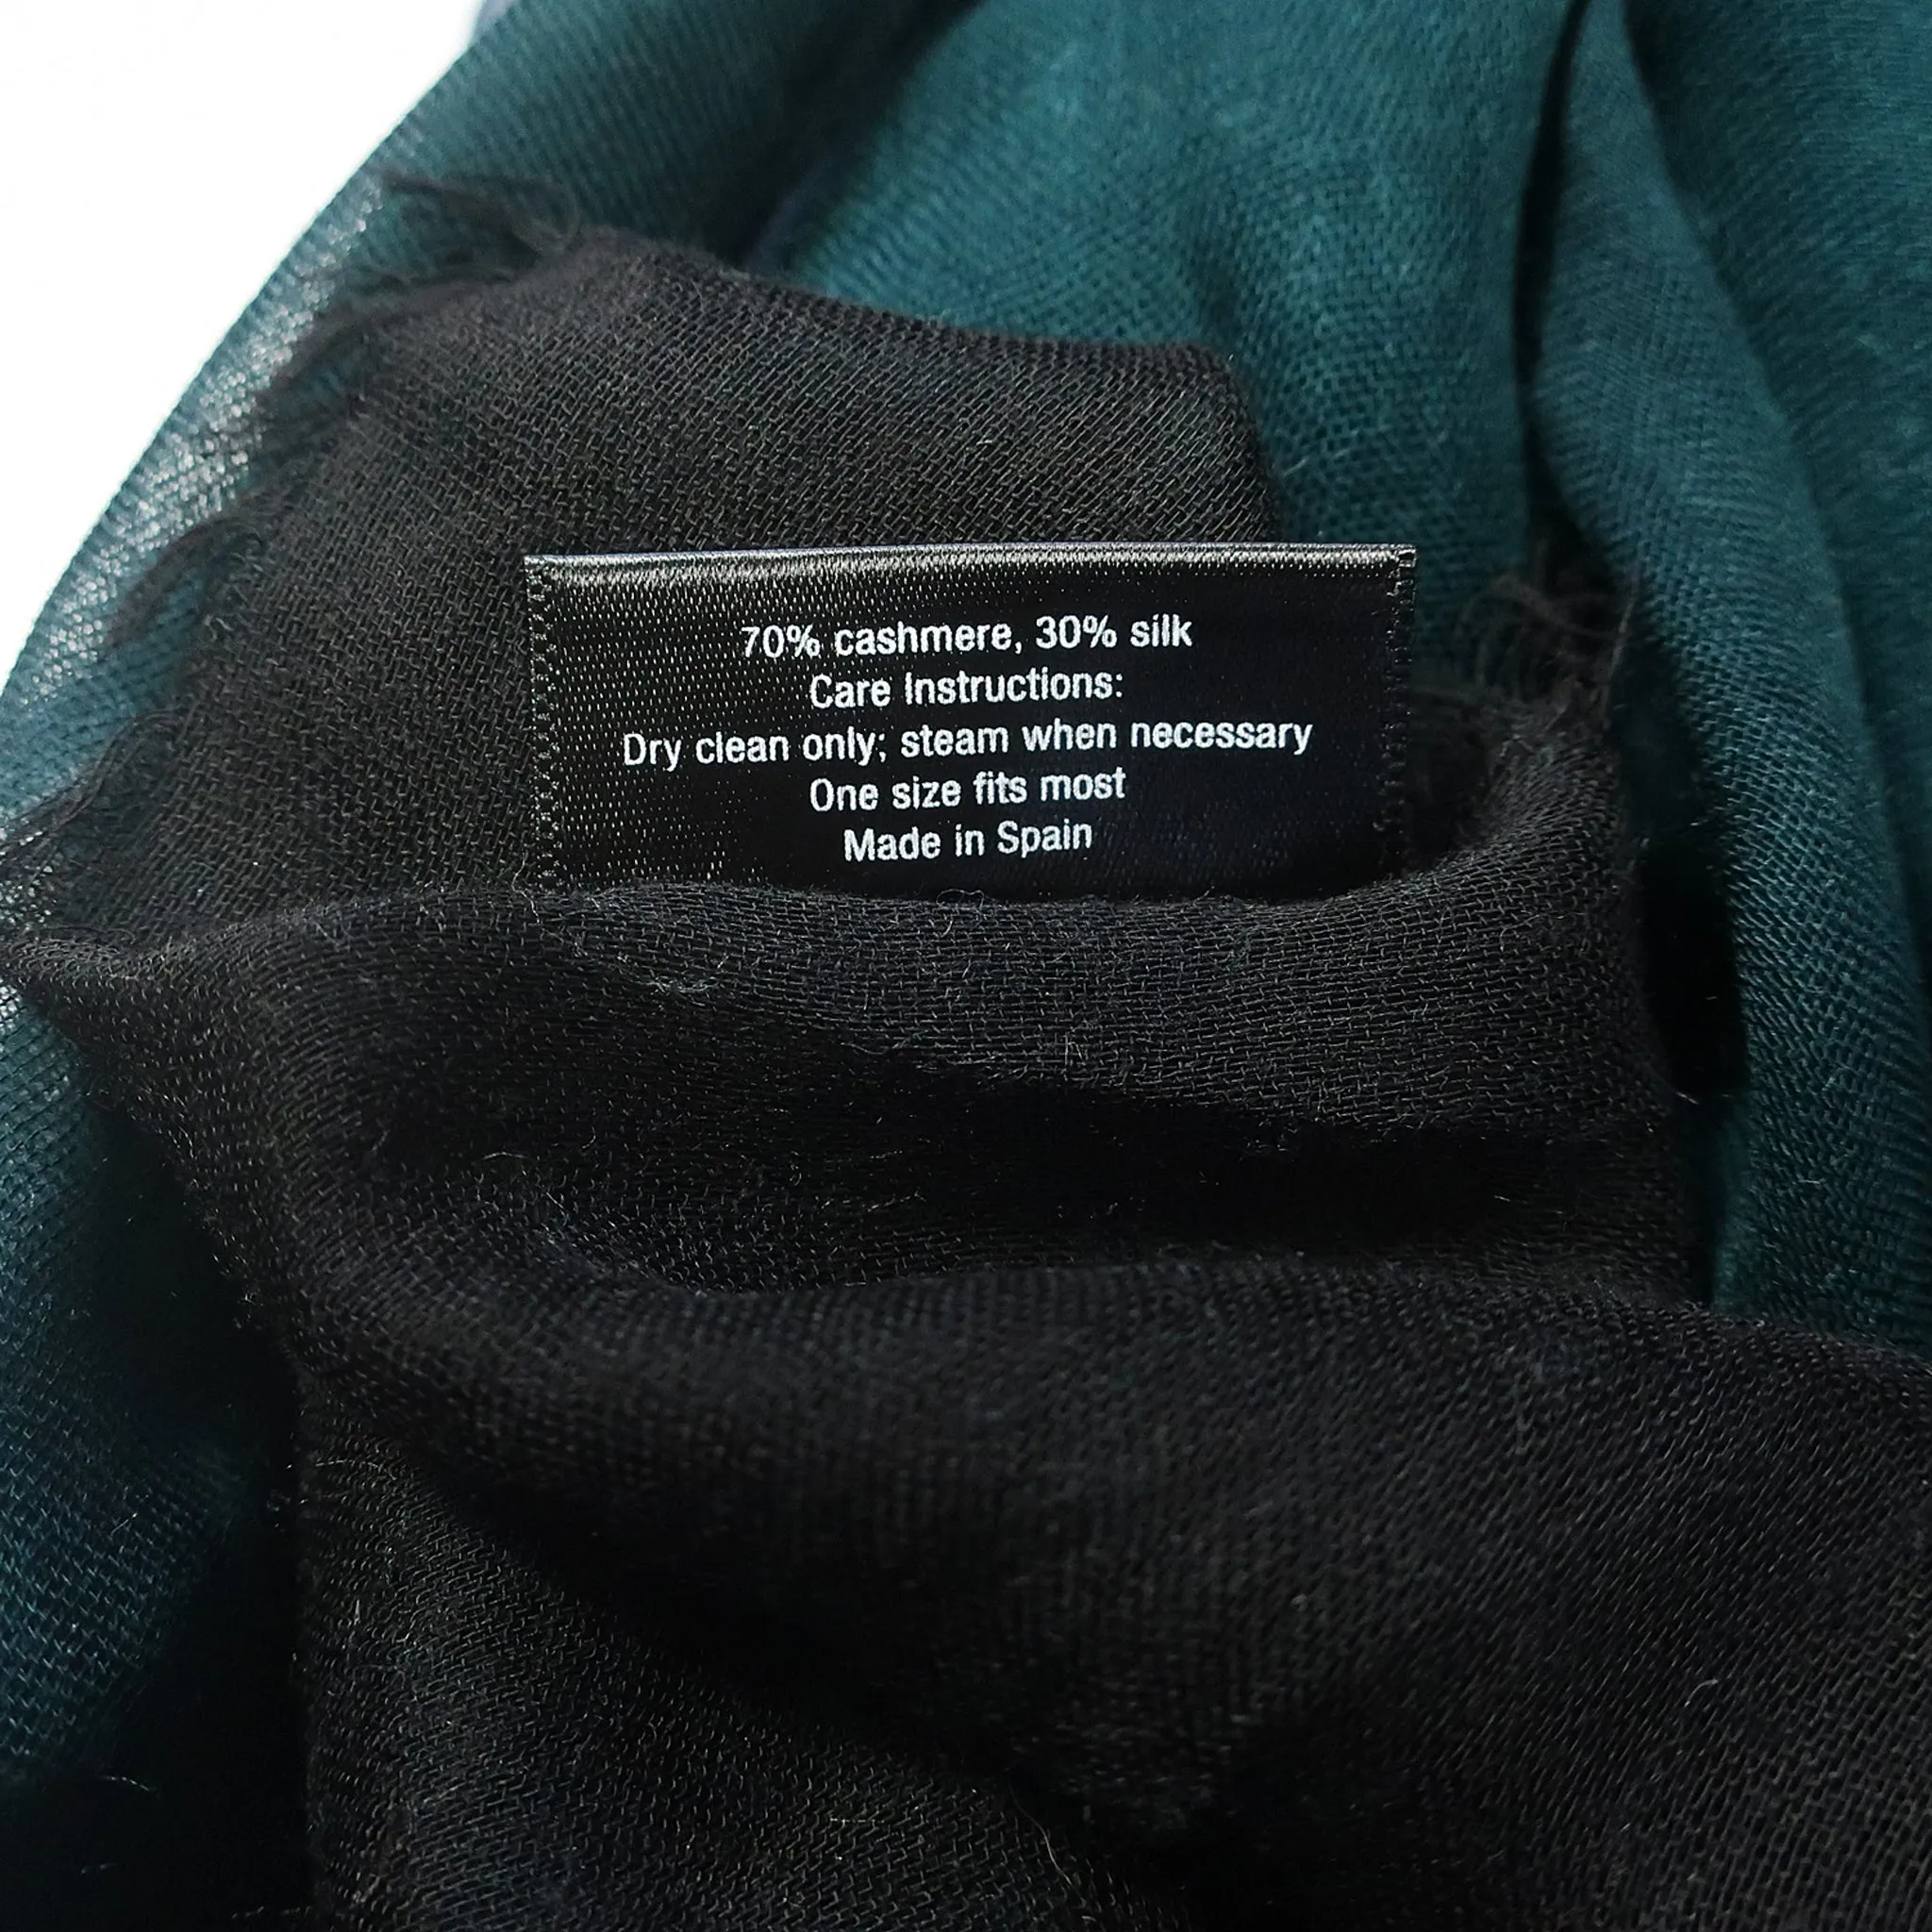 70% cashmere, 30% silk
Care Instructions:
Dry clean only; steam when necessary
One size fits most
Made in Spain